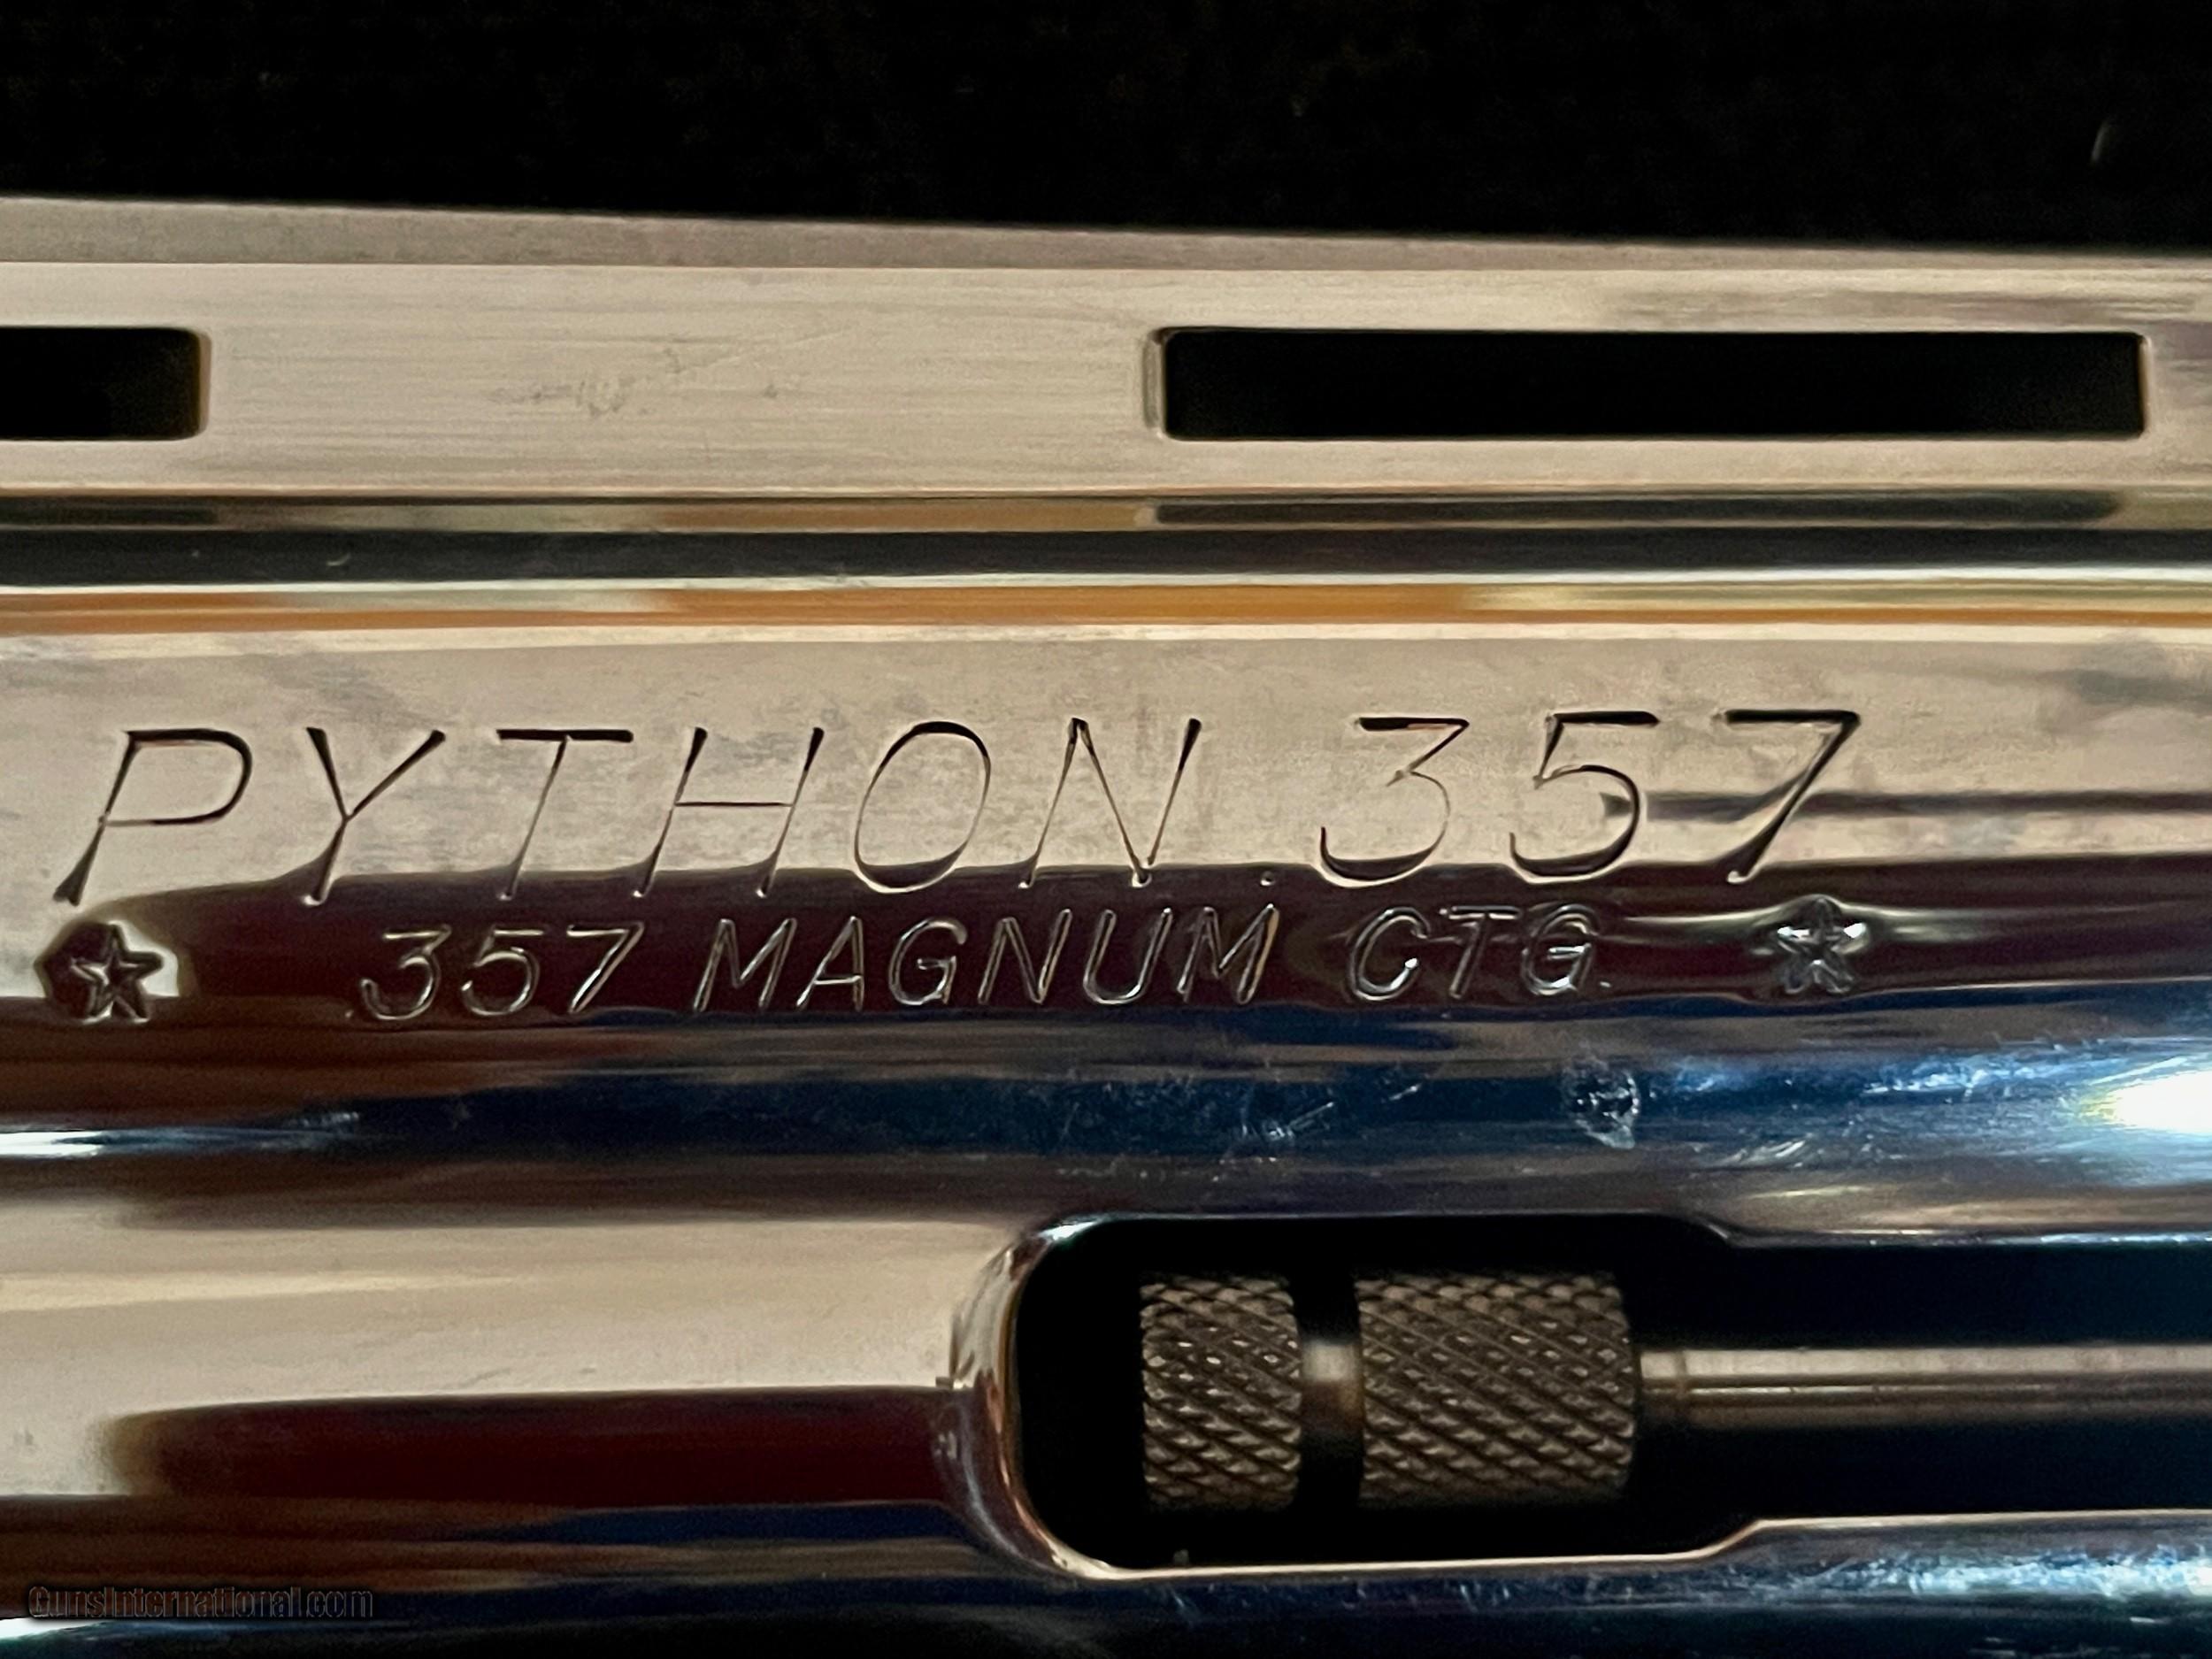 PYTHON .357
★ .357 MAGNUM CTG. ★
GunsInternational.com